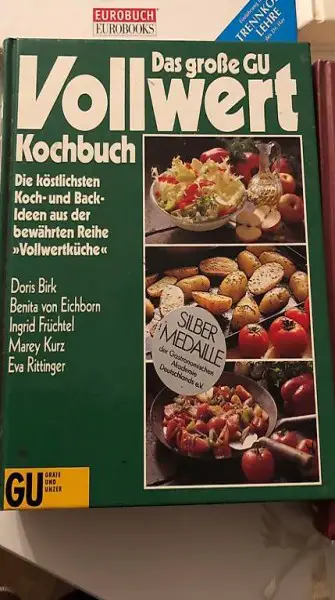 EUROBUCH
EUROBOOKS
TRENNKOST
LEHRE
Das große GU
Vollwert
Kochbuch
Die köstlichsten
Koch- und Back-
Ideen aus der
bewährten Reihe
»Vollwertküche«
Doris Birk
Benita von Eichborn
Ingrid Früchtel
Marey Kurz
Eva Rittinger
SILBER
MEDAILLE
der Gastronomischen
Akademie
Deutschlands e.V.
GU
GRÄFE
UND
UNZER